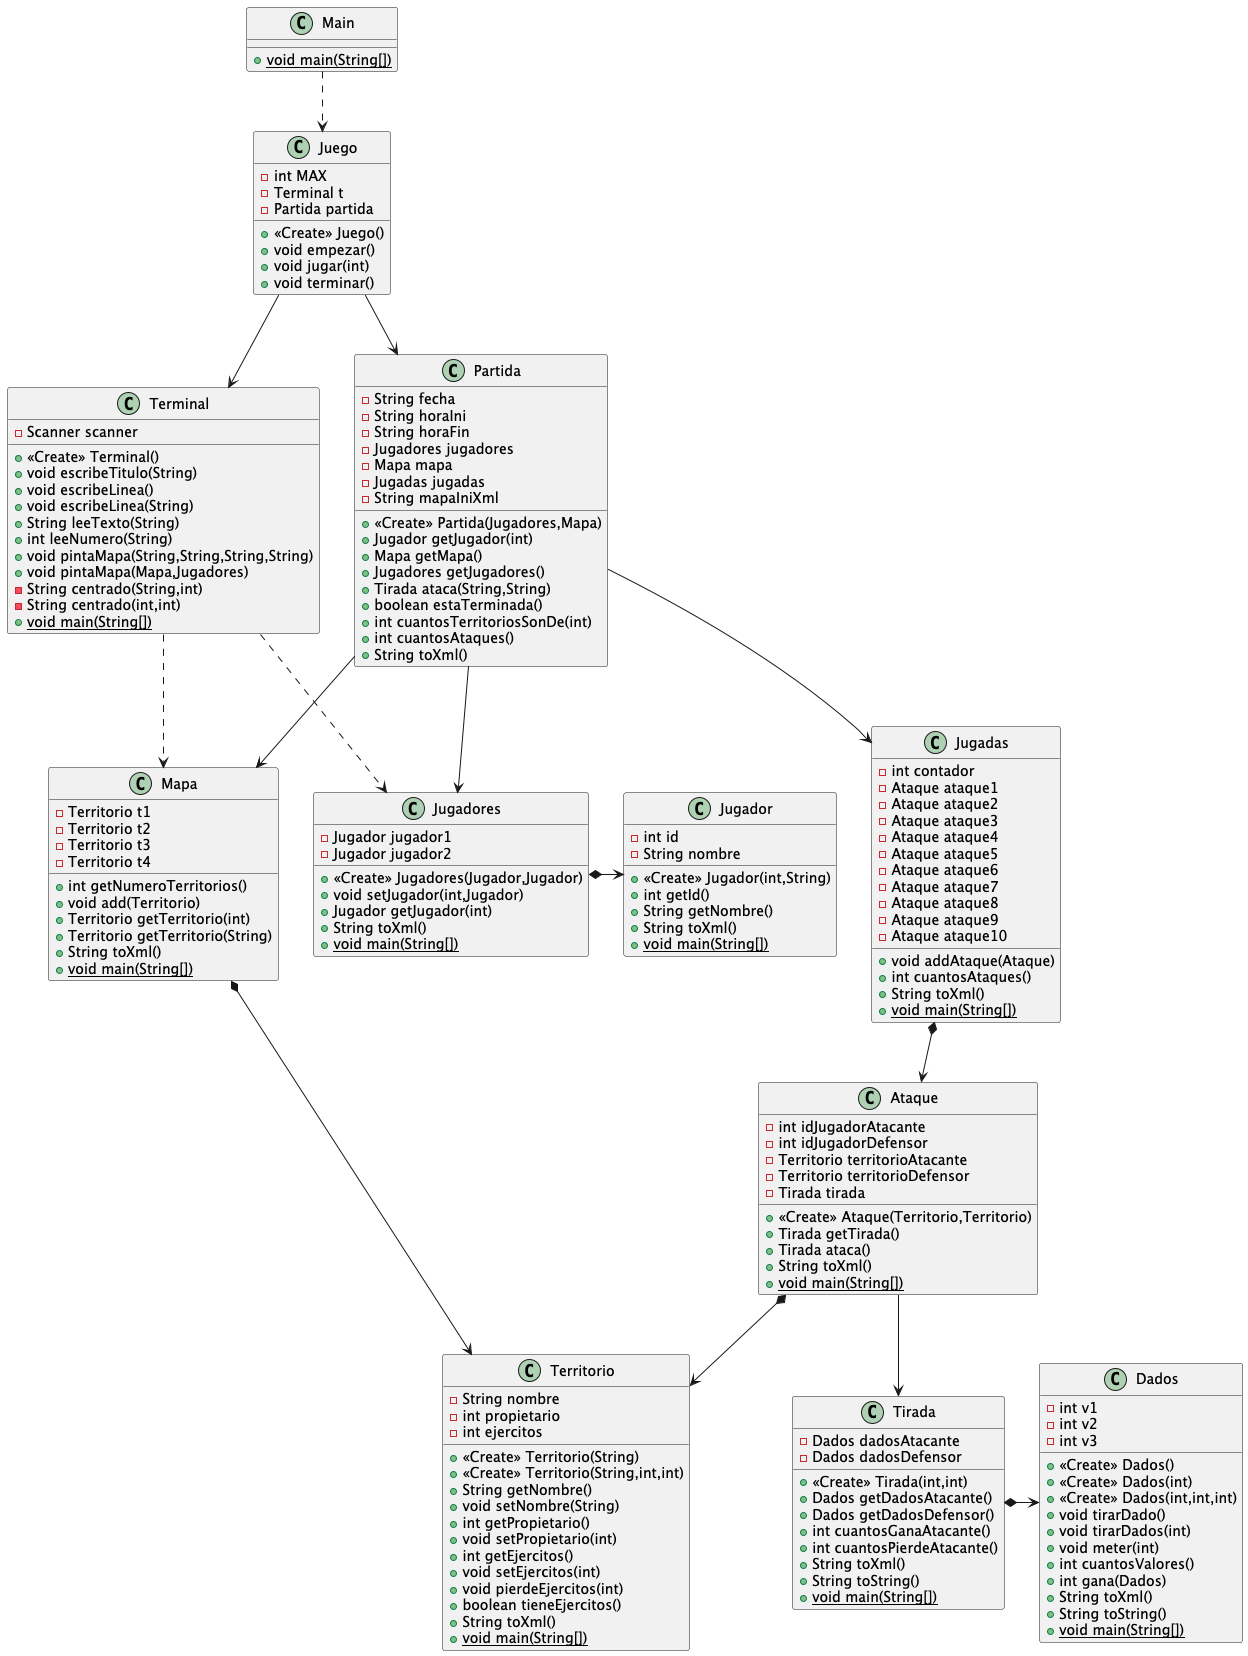 C Main
void main(String[])
C Juego
int MAX
Terminal t
Partida partida
«Create» Juego()
void empezar()
void jugar(int)
void terminar()
C Terminal
Scanner scanner
«Create» Terminal()
void escribeTitulo(String)
void escribeLinea()
void escribeLinea(String)
String leeTexto(String)
int leeNumero(String)
void pintaMapa(String,String,String,String)
void pintaMapa(Mapa,Jugadores)
String centrado(String,int)
String centrado(int,int)
void main(String[])
C Partida
String fecha
String horaIni
String horaFin
Jugadores jugadores
Mapa mapa
Jugadas jugadas
String mapaIniXml
«Create» Partida(Jugadores,Mapa)
Jugador getJugador(int)
Mapa getMapa()
Jugadores getJugadores()
Tirada ataca(String,String)
boolean estaTerminada()
int cuantosTerritoriosSonDe(int)
int cuantosAtaques()
String toXml()
C Mapa
Territorio t1
Territorio t2
Territorio t3
Territorio t4
int getNumeroTerritorios()
void add(Territorio)
Territorio getTerritorio(int)
Territorio getTerritorio(String)
String toXml()
void main(String[])
C Jugadores
Jugador jugador1
Jugador jugador2
«Create» Jugadores(Jugador,Jugador)
void setJugador(int,Jugador)
Jugador getJugador(int)
String toXml()
void main(String[])
C Jugador
int id
String nombre
«Create» Jugador(int,String)
int getId()
String getNombre()
String toXml()
void main(String[])
C Jugadas
int contador
Ataque ataque1
Ataque ataque2
Ataque ataque3
Ataque ataque4
Ataque ataque5
Ataque ataque6
Ataque ataque7
Ataque ataque8
Ataque ataque9
Ataque ataque10
void addAtaque(Ataque)
int cuantosAtaques()
String toXml()
void main(String[])
C Ataque
int idJugadorAtacante
int idJugadorDefensor
Territorio territorioAtacante
Territorio territorioDefensor
Tirada tirada
«Create» Ataque(Territorio,Territorio)
Tirada getTirada()
Tirada ataca()
String toXml()
void main(String[])
C Territorio
String nombre
int propietario
int ejercitos
«Create» Territorio(String)
«Create» Territorio(String,int,int)
String getNombre()
void setNombre(String)
int getPropietario()
void setPropietario(int)
int getEjercitos()
void setEjercitos(int)
void pierdeEjercitos(int)
boolean tieneEjercitos()
String toXml()
void main(String[])
C Tirada
Dados dadosAtacante
Dados dadosDefensor
«Create» Tirada(int,int)
Dados getDadosAtacante()
Dados getDadosDefensor()
int cuantosGanaAtacante()
int cuantosPierdeAtacante()
String toXml()
String toString()
void main(String[])
C Dados
int v1
int v2
int v3
«Create» Dados()
«Create» Dados(int)
«Create» Dados(int,int,int)
void tirarDado()
void tirarDados(int)
void meter(int)
int cuantosValores()
int gana(Dados)
String toXml()
String toString()
void main(String[])